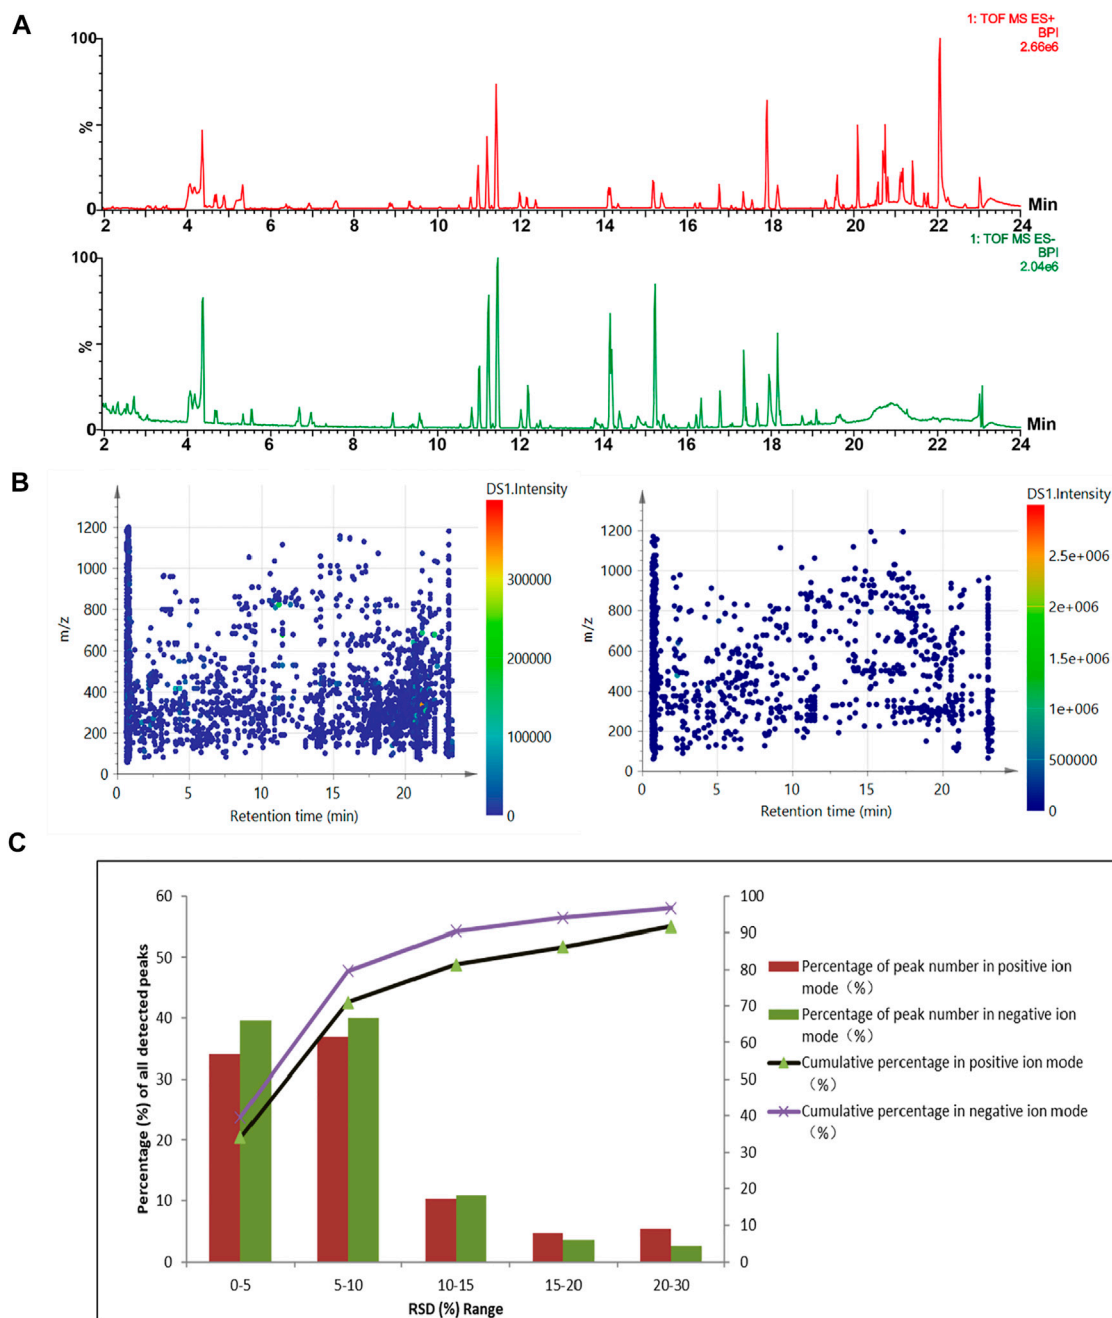 A
1: TOF MS ES+
BPI
2.66e6
100
%
0
2 4 6 8 10 12 14 16 18 20 22 24
Min
1: TOF MS ES-
BPI
2.04e6
100
%
0
2 4 6 8 10 12 14 16 18 20 22 24
Min
B
DS1.Intensity
1200
1000
800
600
400
200
0
m/z
0 5 10 15 20
Retention time (min)
300000
200000
100000
0
DS1.Intensity
1200
1000
800
600
400
200
0
m/z
0 5 10 15 20
Retention time (min)
2.5e+006
2e+006
1.5e+006
1e+006
500000
0
C
Percentage (%) of all detected peaks
60
50
40
30
20
10
0
100
90
80
70
60
50
40
30
20
10
0
0-5 5-10 10-15 15-20 20-30
RSD (%) Range
Percentage of peak number in positive ion
mode（%）
Percentage of peak number in negative ion
mode（%）
Cumulative percentage in positive ion mode
（%）
Cumulative percentage in negative ion mode
（%）